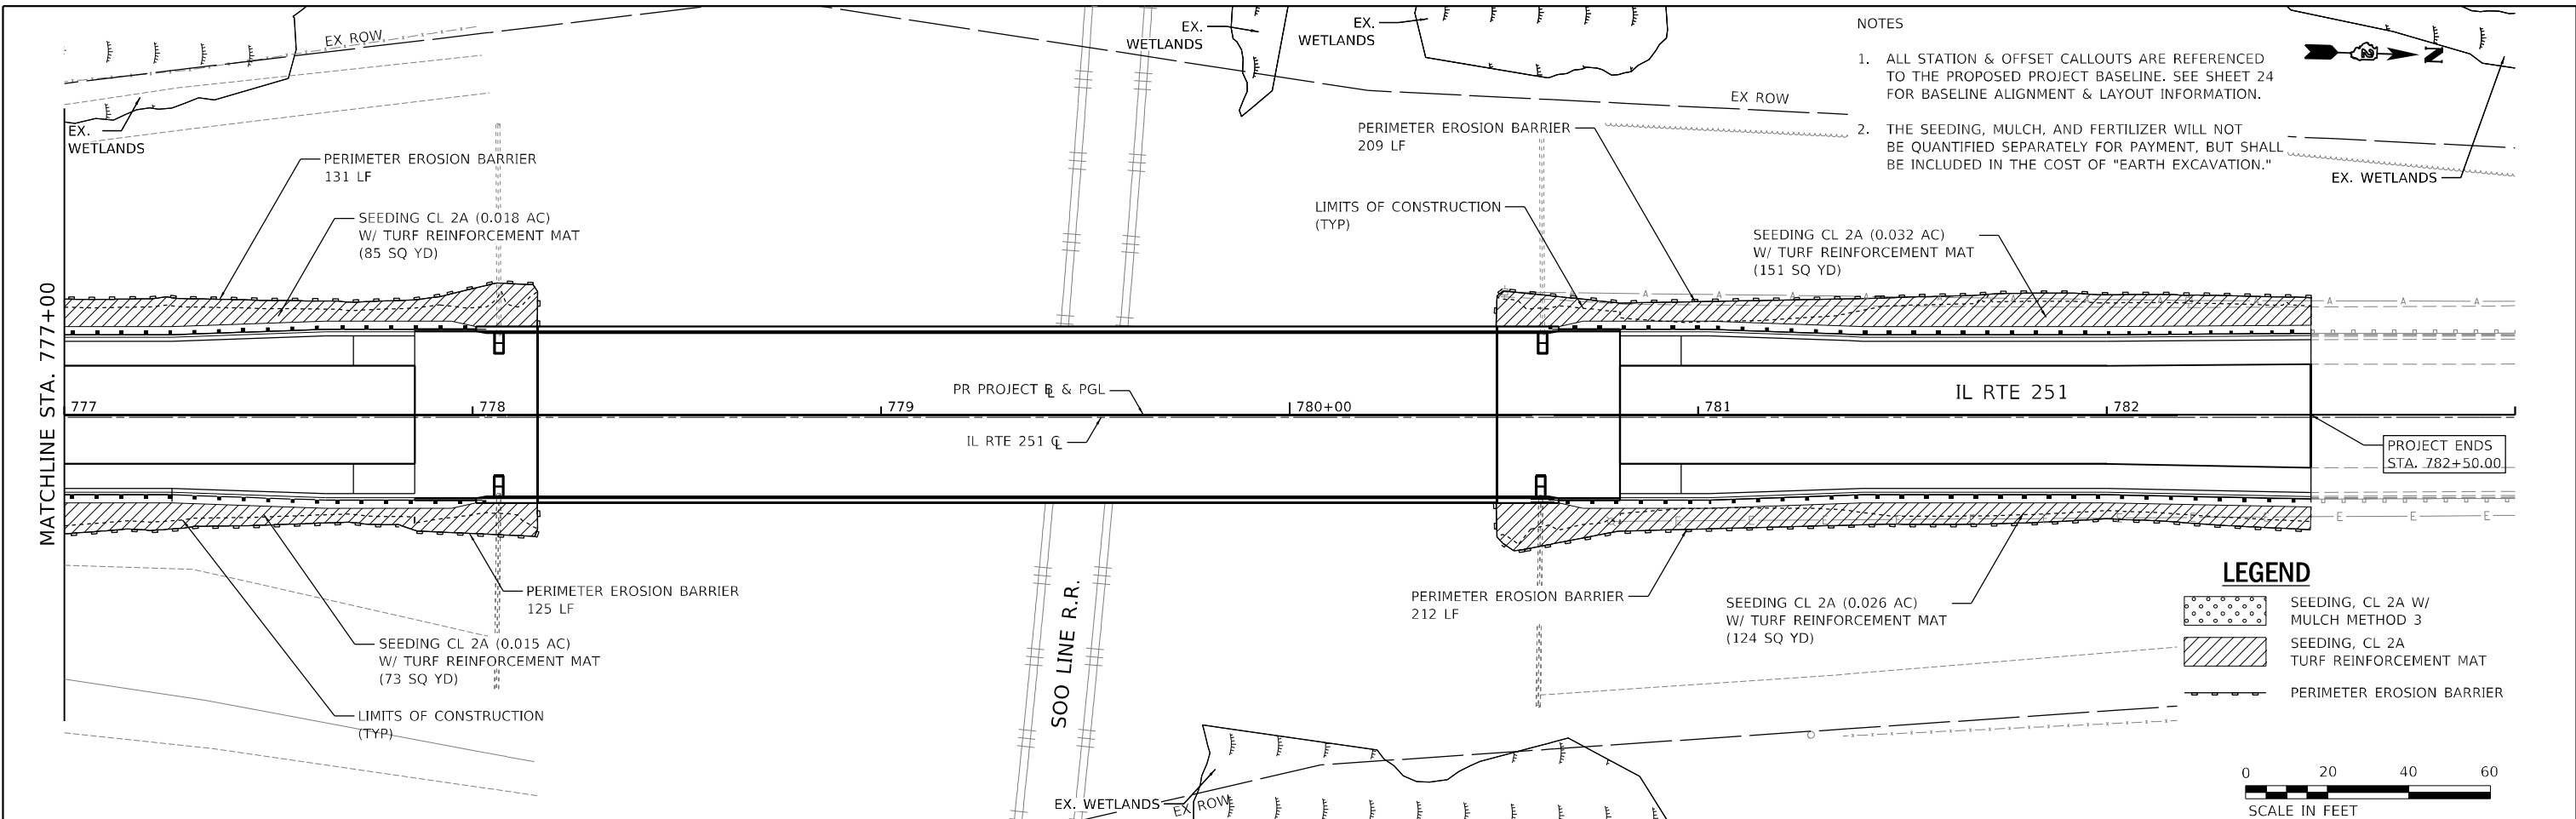 EX ROW
EX.
WETLANDS
EX.
WETLANDS
EX.
WETLANDS
EX ROW
NOTES
1. ALL STATION & OFFSET CALLOUTS ARE REFERENCED
TO THE PROPOSED PROJECT BASELINE. SEE SHEET 24
FOR BASELINE ALIGNMENT & LAYOUT INFORMATION.
2. THE SEEDING, MULCH, AND FERTILIZER WILL NOT
BE QUANTIFIED SEPARATELY FOR PAYMENT, BUT SHALL
BE INCLUDED IN THE COST OF "EARTH EXCAVATION."
N
EX. WETLANDS
PERIMETER EROSION BARRIER
131 LF
SEEDING CL 2A (0.018 AC)
W/ TURF REINFORCEMENT MAT
(85 SQ YD)
PERIMETER EROSION BARRIER
209 LF
LIMITS OF CONSTRUCTION
(TYP)
SEEDING CL 2A (0.032 AC)
W/ TURF REINFORCEMENT MAT
(151 SQ YD)
A A A A A A A A
MATCHLINE STA. 777+00
PR PROJECT BL & PGL
IL RTE 251
777 778 779 780+00 781 782
IL RTE 251 CL
PROJECT ENDS
STA. 782+50.00
E E E E E
PERIMETER EROSION BARRIER
125 LF
SEEDING CL 2A (0.015 AC)
W/ TURF REINFORCEMENT MAT
(73 SQ YD)
LIMITS OF CONSTRUCTION
(TYP)
SOO LINE R.R.
PERIMETER EROSION BARRIER
212 LF
SEEDING CL 2A (0.026 AC)
W/ TURF REINFORCEMENT MAT
(124 SQ YD)
EX. WETLANDS
EX ROW
LEGEND
SEEDING, CL 2A W/
MULCH METHOD 3
SEEDING, CL 2A
TURF REINFORCEMENT MAT
PERIMETER EROSION BARRIER
0 20 40 60
SCALE IN FEET